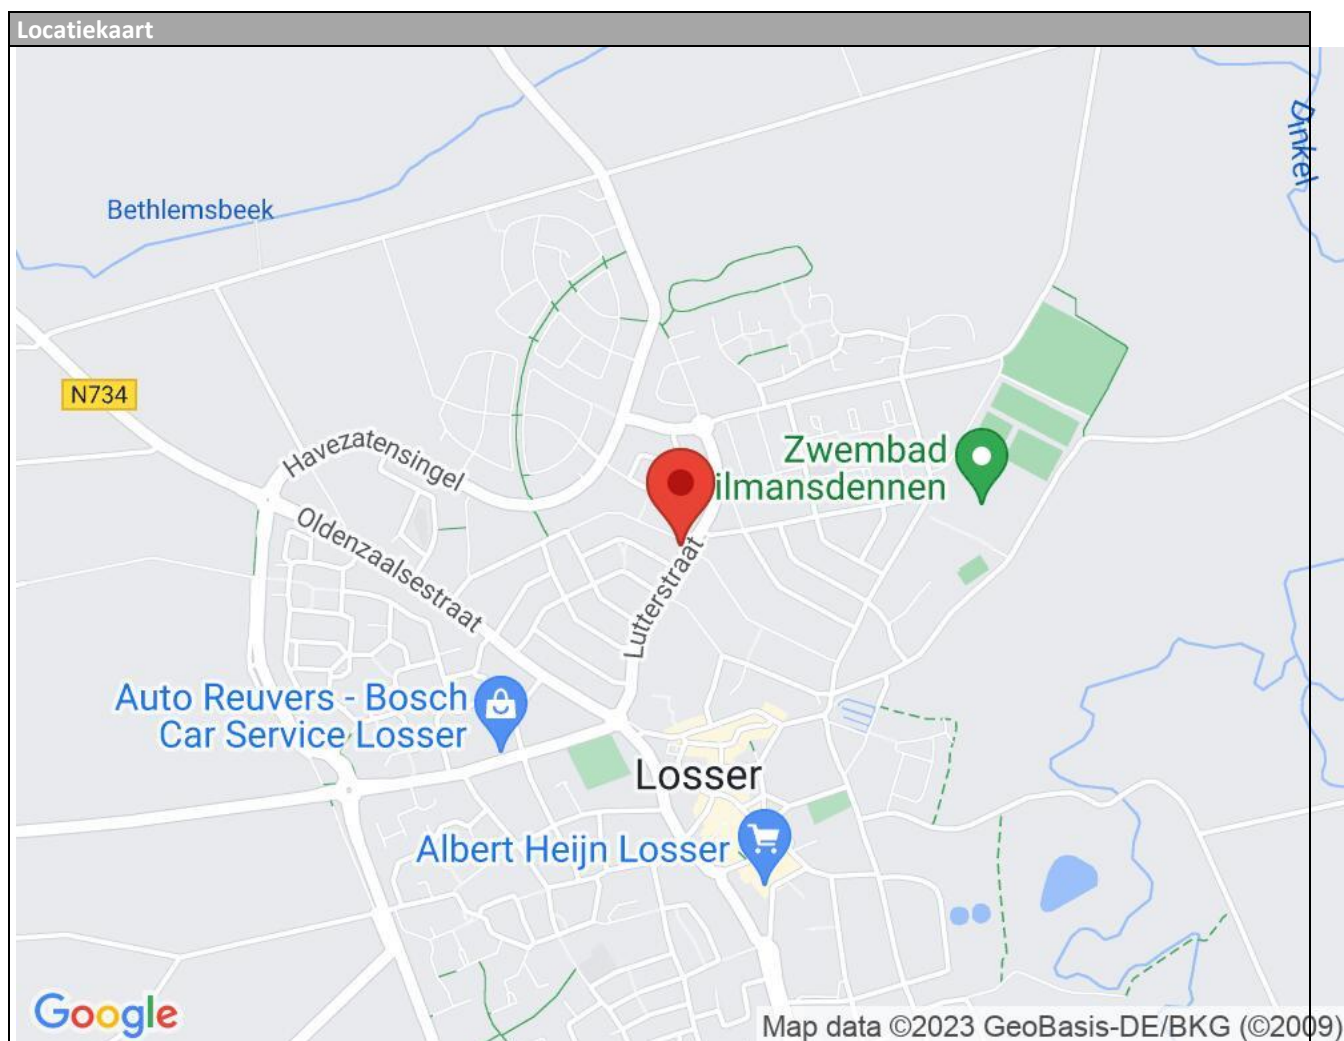 Locatiekaart
Dinkel
Bethlemsbeek
N734
Havezatensingel
Zwembad
ilmansdennen
Oldenzaalsestraat
Lutterstraat
Auto Reuvers - Bosch
Car Service Losser
Losser
Albert Heijn Losser
Google
Map data ©2023 GeoBasis-DE/BKG (©2009)